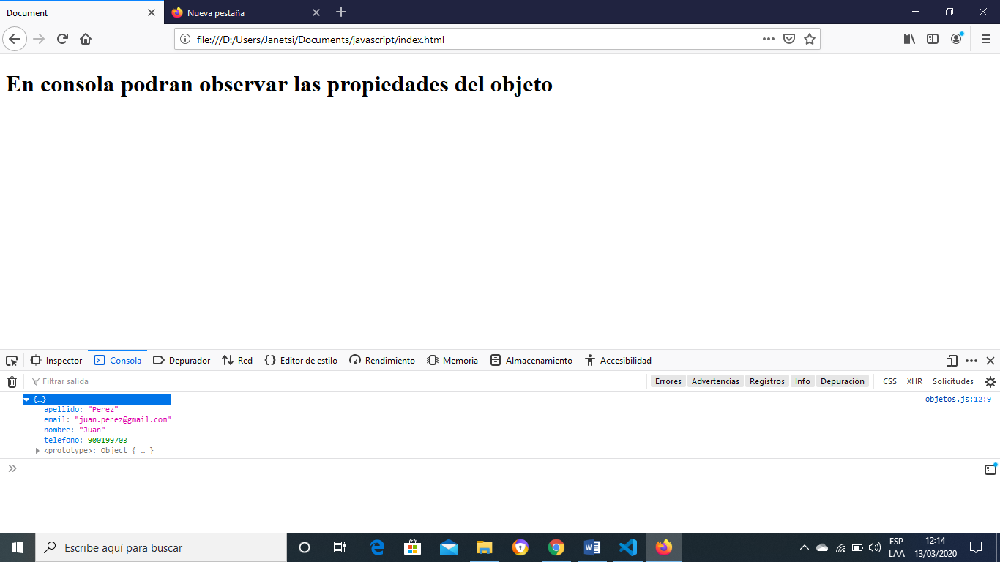 Document
Nueva pestaña
file:///D:/Users/Janetsi/Documents/javascript/index.html
En consola podran observar las propiedades del objeto
Inspector Consola Depurador Red Editor de estilo Rendimiento Memoria Almacenamiento Accesibilidad
Filtrar salida Errores Advertencias Registros Info Depuración CSS XHR Solicitudes
{…} objetos.js:12:9
apellido: "Perez"
email: "juan.perez@gmail.com"
nombre: "Juan"
telefono: 900199703
<prototype>: Object { … }
Escribe aquí para buscar
ESP
LAA
12:14
13/03/2020